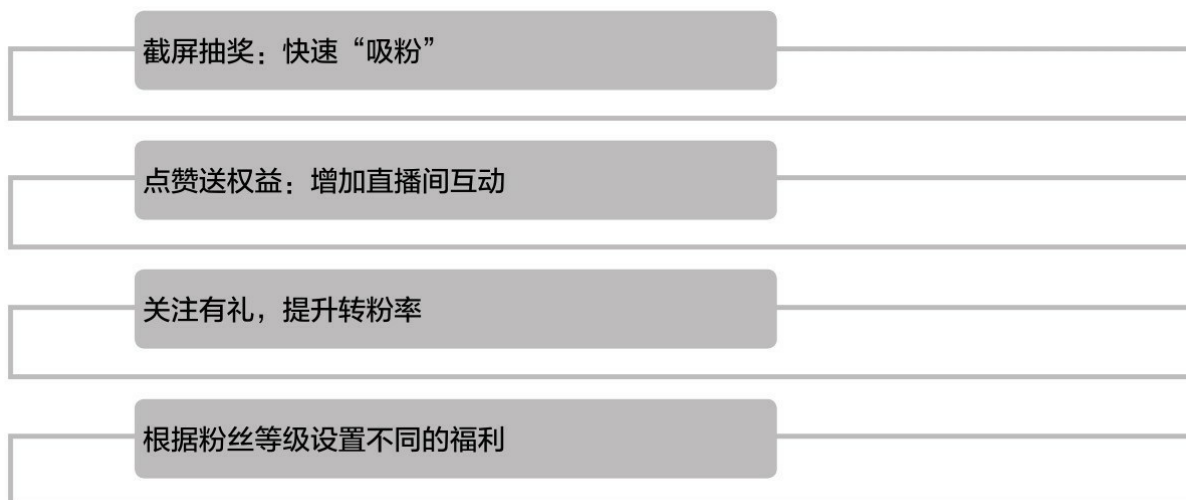 截屏抽奖：快速“吸粉”
点赞送权益：增加直播间互动
关注有礼，提升转粉率
根据粉丝等级设置不同的福利